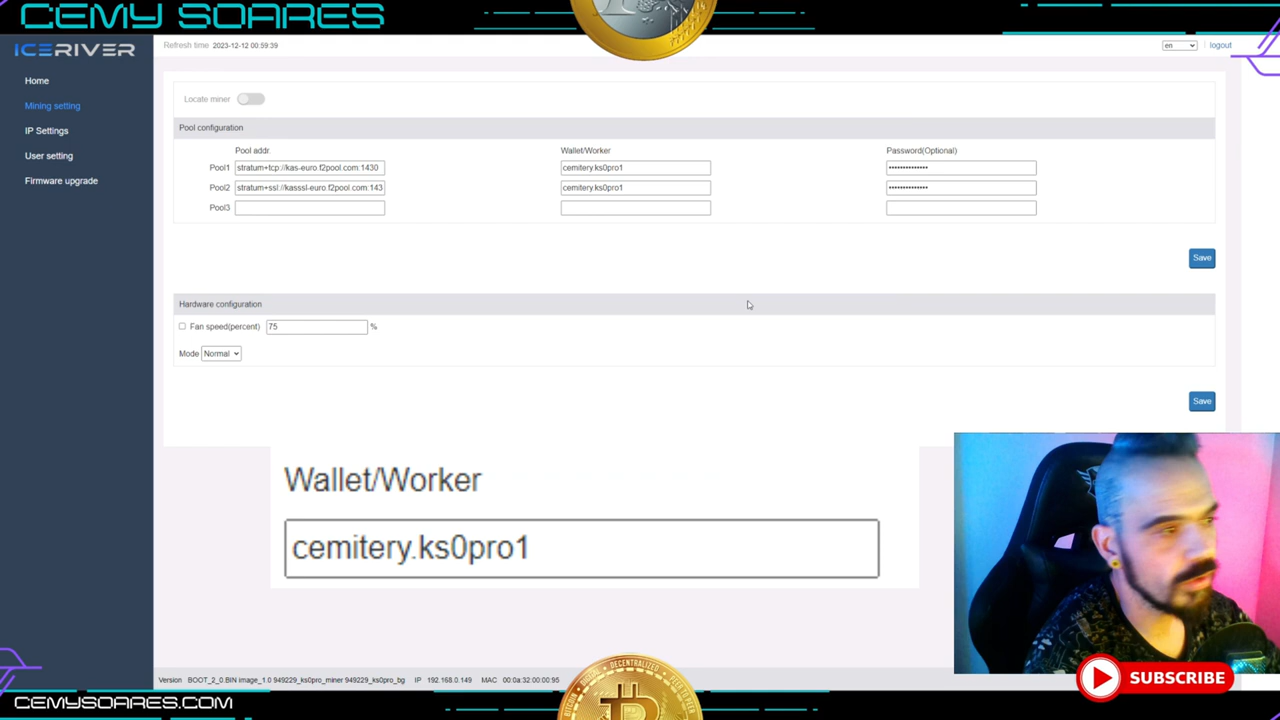 CEMY SOARES
ICERIVER
Refresh time 2023-12-12 00:59:39
en
logout
Home
Mining setting
IP Settings
User setting
Firmware upgrade
Locate miner
Pool configuration
Pool addr. Wallet/Worker Password(Optional)
Pool1 stratum+tcp://kas-euro.f2pool.com:1430 cemitery.ks0pro1 ••••••••••••••
Pool2 stratum+ssl://kasssl-euro.f2pool.com:143 cemitery.ks0pro1 ••••••••••••••
Pool3
Save
Hardware configuration
Fan speed(percent) 75 %
Mode Normal
Save
Wallet/Worker
cemitery.ks0pro1
Version BOOT_2_0.BIN image_1.0 949229_ks0pro_miner 949229_ks0pro_bg IP 192.168.0.149 MAC 00:0a:32:00:00:95
SUBSCRIBE
DECENTRALIZED
CEMYSOARES.COM